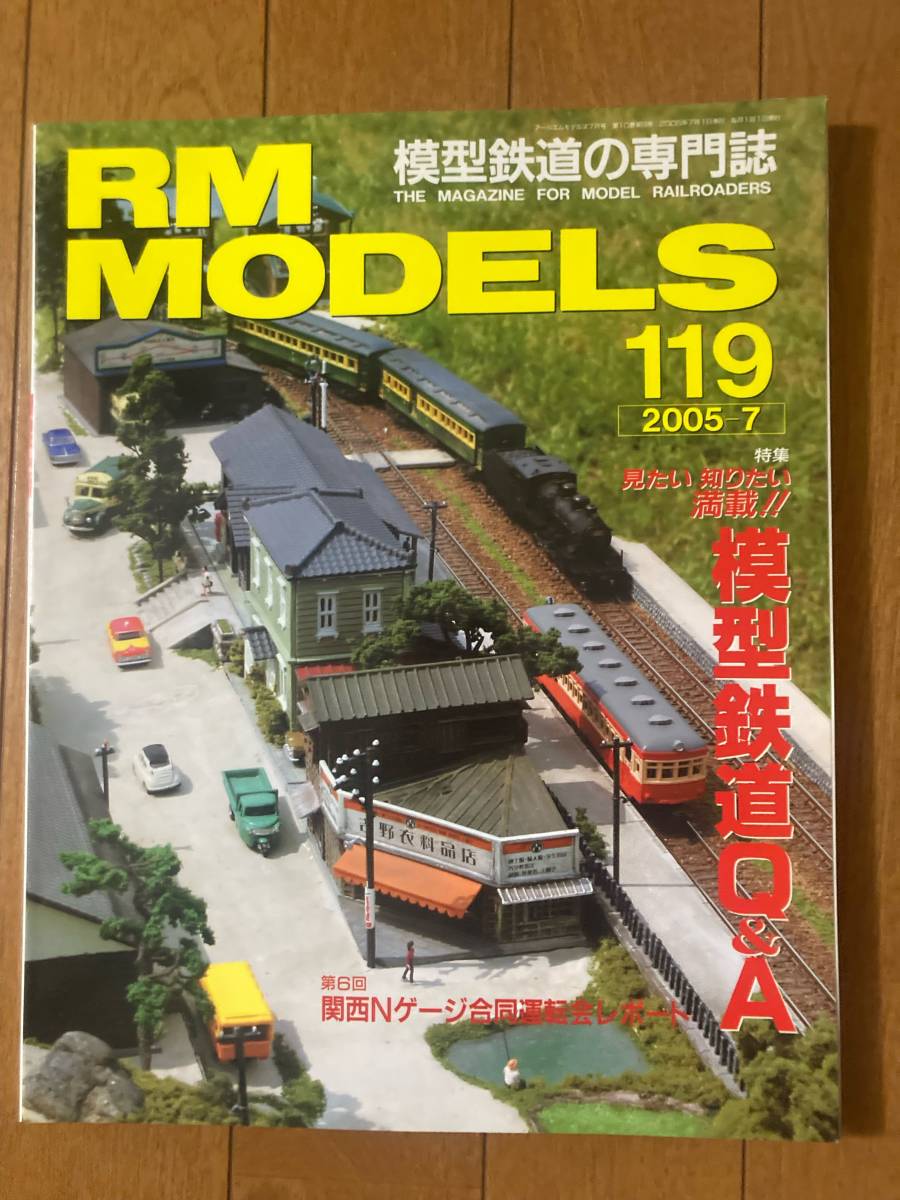 模型鉄道の専門誌
THE MAGAZINE FOR MODEL RAILROADERS
RM
MODELS
119
2005-7
特集
見たい 知りたい
満載!!
模型鉄道Q&A
野衣料品店
第6回
関西Nゲージ合同運転会レポート